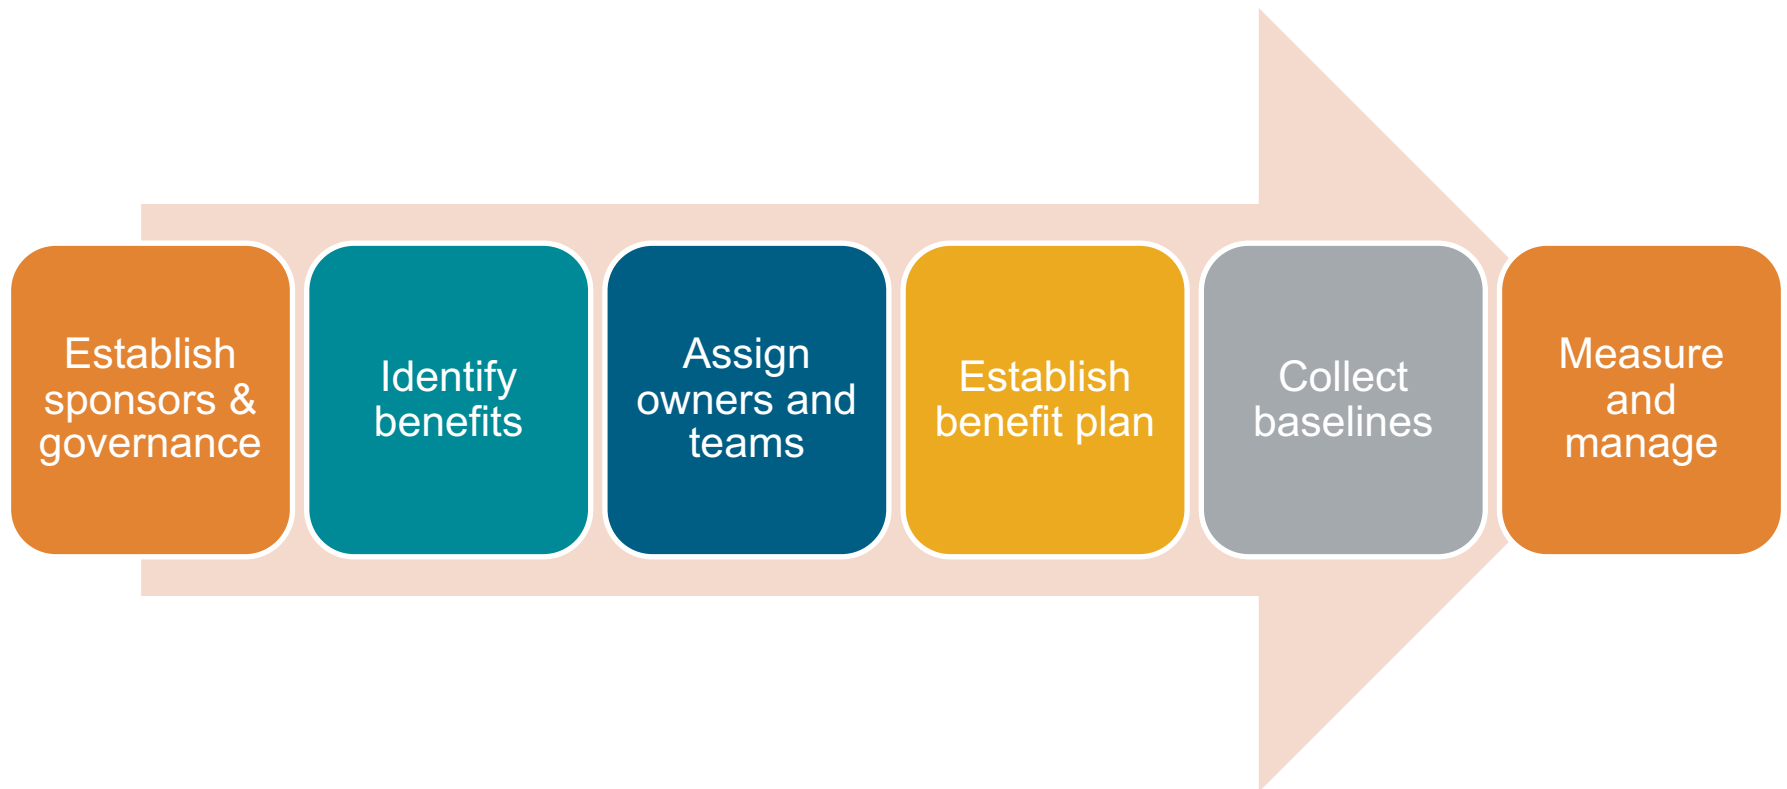 Establish
sponsors &
governance
Identify
benefits
Assign
owners and
teams
Establish
benefit plan
Collect
baselines
Measure
and
manage